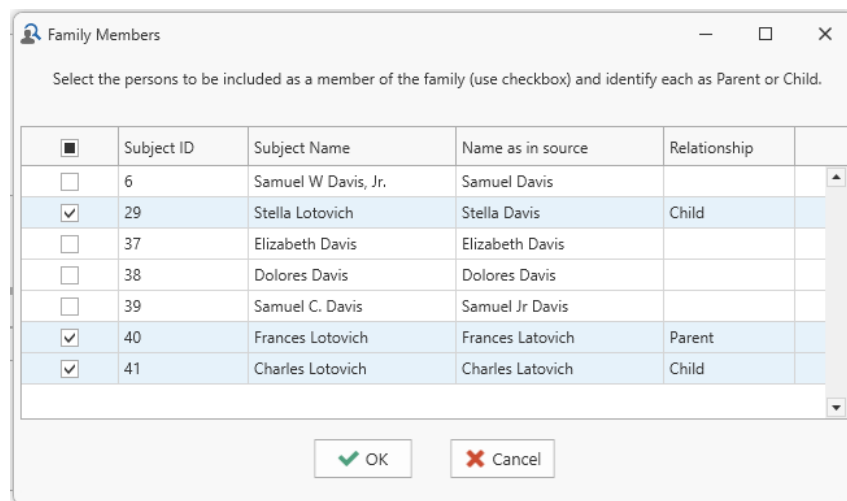 Family Members
Select the persons to be included as a member of the family (use checkbox) and identify each as Parent or Child.
Subject ID Subject Name Name as in source Relationship
6 Samuel W Davis, Jr. Samuel Davis
29 Stella Lotovich Stella Davis Child
37 Elizabeth Davis Elizabeth Davis
38 Dolores Davis Dolores Davis
39 Samuel C. Davis Samuel Jr Davis
40 Frances Lotovich Frances Latovich Parent
41 Charles Lotovich Charles Latovich Child
OK Cancel